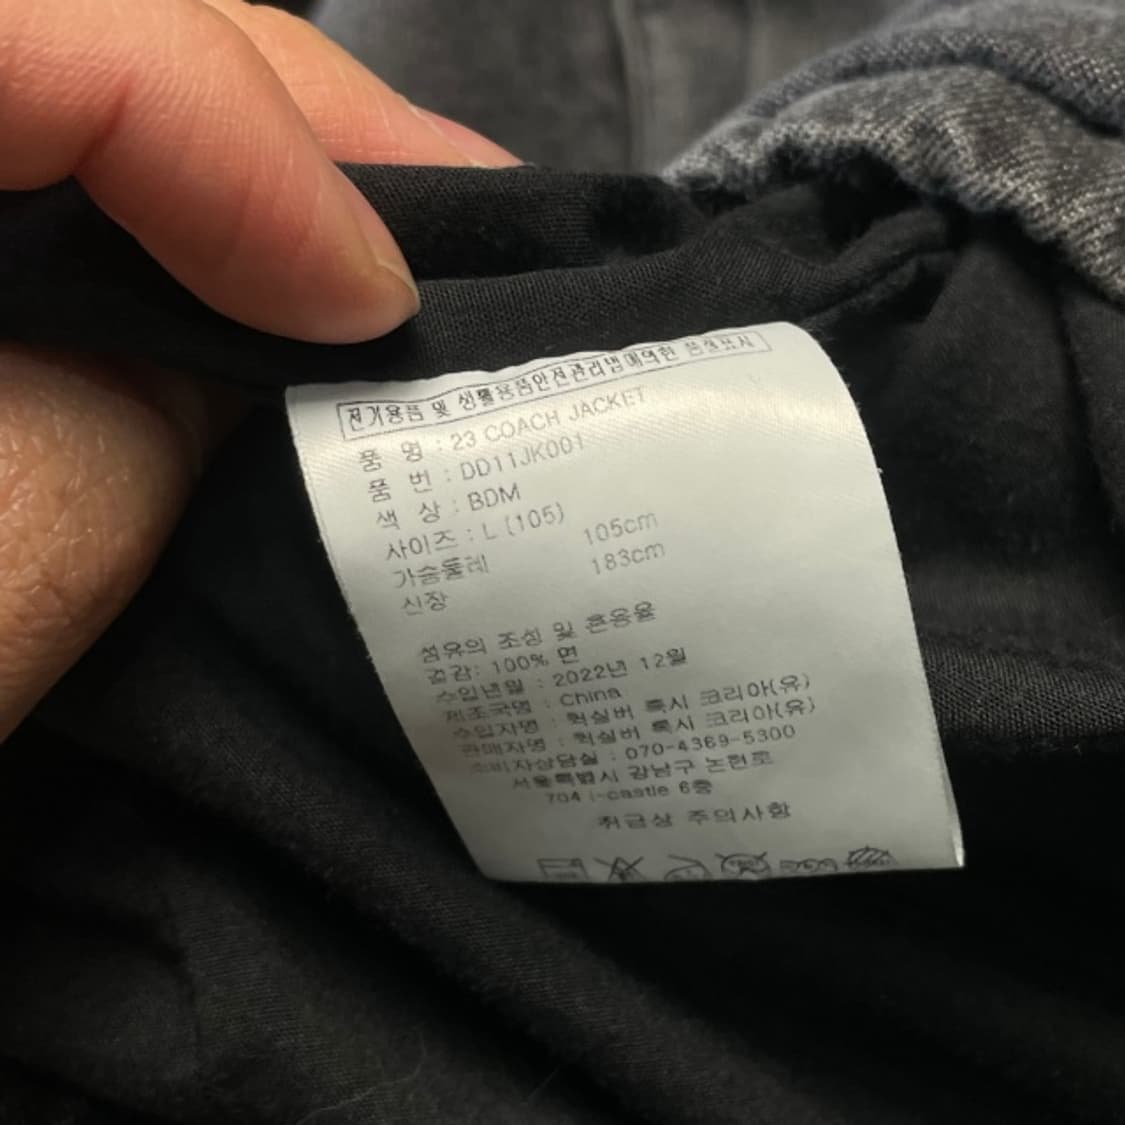 전기용품 및 생활용품안전관리법에의한 품질표시
품 명 : 23 COACH JACKET
품 번 : DD11JK001
색 상 : BDM
사이즈 : L (105)
가슴둘레 105cm
신장 183cm
섬유의 조성 및 혼용율
겉감: 100% 면
수입년월 : 2022년 12월
제조국명 : China
수입자명 : 퀵실버 록시 코리아(유)
판매자명 : 퀵실버 록시 코리아(유)
소비자상담실 : 070-4369-5300
서울특별시 강남구 논현로
704 i-castle 6층
취급상 주의사항